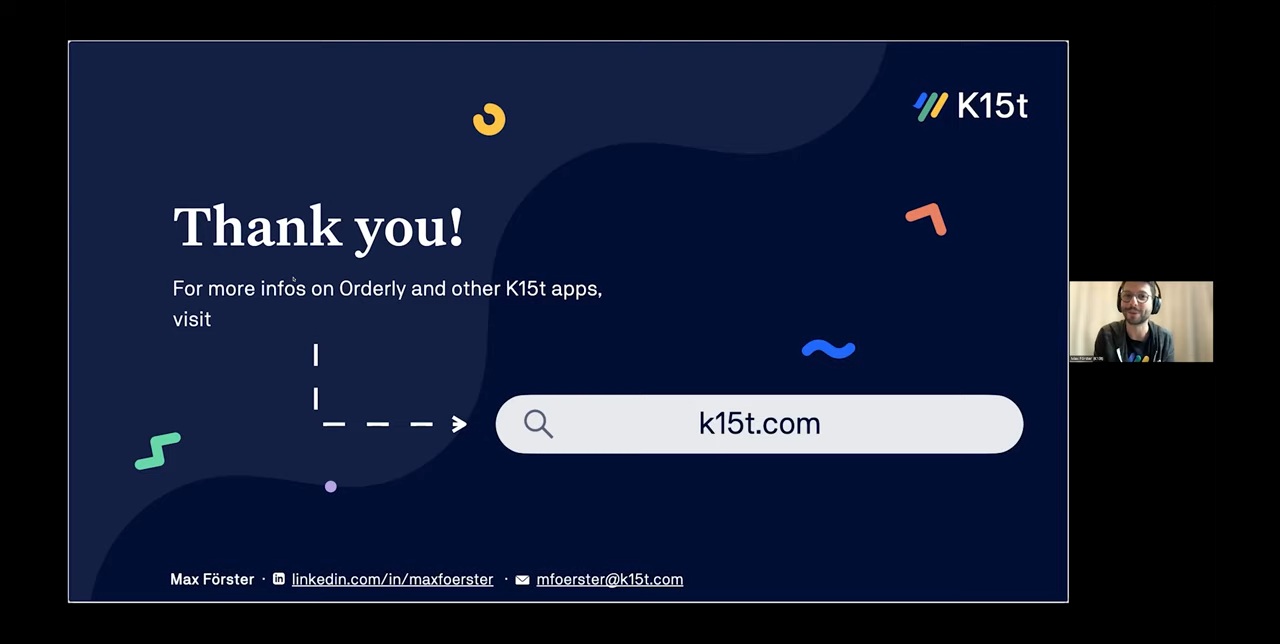 K15t
Thank you!
For more infos on Orderly and other K15t apps,
visit
k15t.com
Max Förster · in linkedin.com/in/maxfoerster · mfoerster@k15t.com